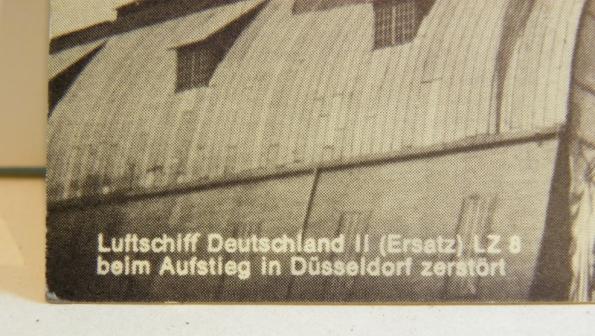 Luftschiff Deutschland II (Ersatz) LZ 8
beim Aufstieg in Düsseldorf zerstört